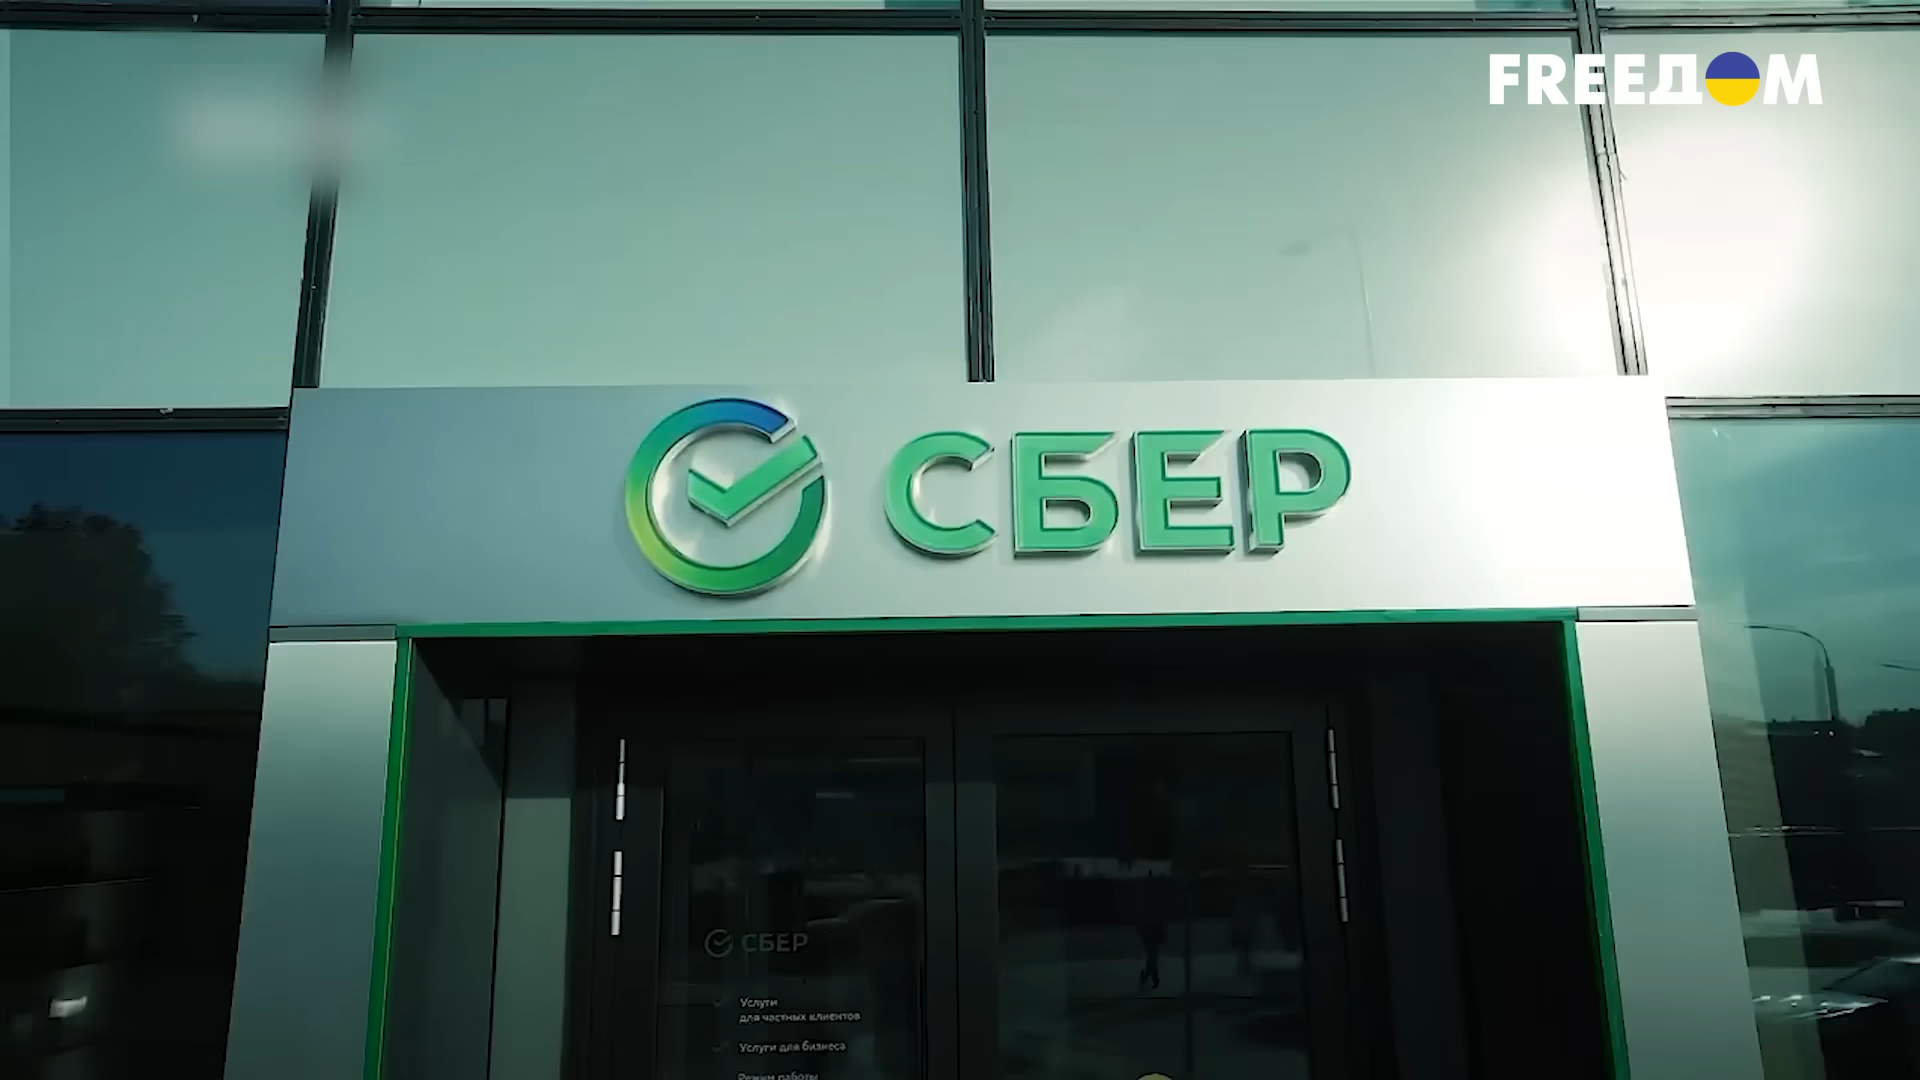 FREEДOM
СБЕР
СБЕР
Услуги
для частных клиентов
Услуги для бизнеса
Режим работы